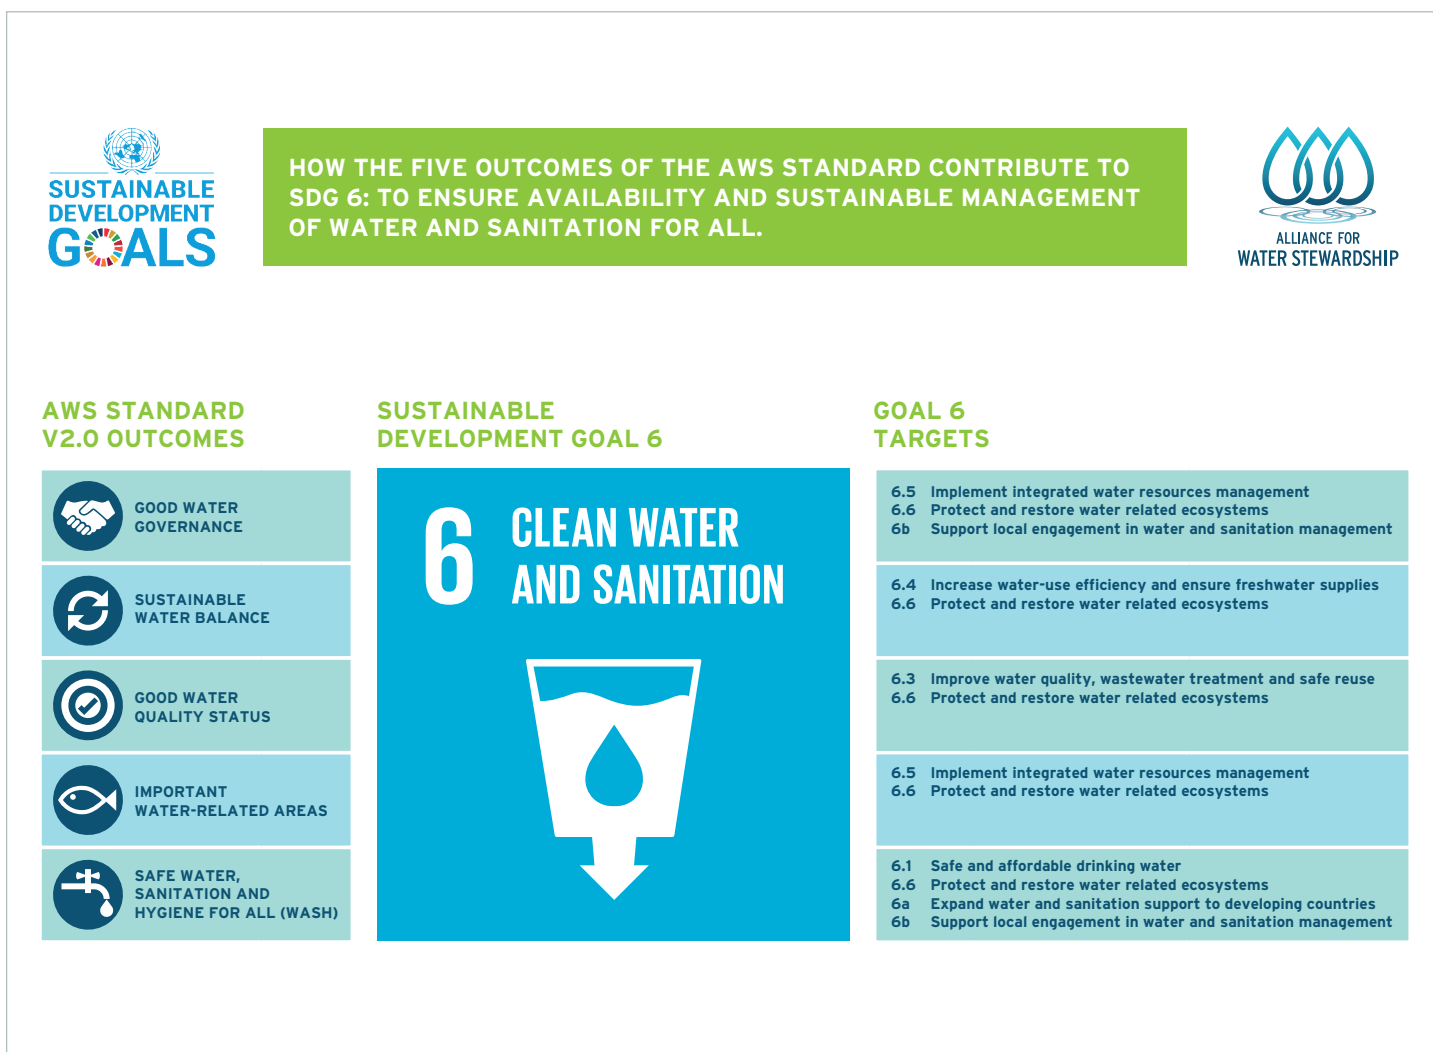 SUSTAINABLE
DEVELOPMENT
GOALS
HOW THE FIVE OUTCOMES OF THE AWS STANDARD CONTRIBUTE TO
SDG 6: TO ENSURE AVAILABILITY AND SUSTAINABLE MANAGEMENT
OF WATER AND SANITATION FOR ALL.
ALLIANCE FOR
WATER STEWARDSHIP
AWS STANDARD
V2.0 OUTCOMES
GOOD WATER
GOVERNANCE
SUSTAINABLE
WATER BALANCE
GOOD WATER
QUALITY STATUS
IMPORTANT
WATER-RELATED AREAS
SAFE WATER,
SANITATION AND
HYGIENE FOR ALL (WASH)
SUSTAINABLE
DEVELOPMENT GOAL 6
6 CLEAN WATER
AND SANITATION
GOAL 6
TARGETS
6.5 Implement integrated water resources management
6.6 Protect and restore water related ecosystems
6b Support local engagement in water and sanitation management
6.4 Increase water-use efficiency and ensure freshwater supplies
6.6 Protect and restore water related ecosystems
6.3 Improve water quality, wastewater treatment and safe reuse
6.6 Protect and restore water related ecosystems
6.5 Implement integrated water resources management
6.6 Protect and restore water related ecosystems
6.1 Safe and affordable drinking water
6.6 Protect and restore water related ecosystems
6a Expand water and sanitation support to developing countries
6b Support local engagement in water and sanitation management